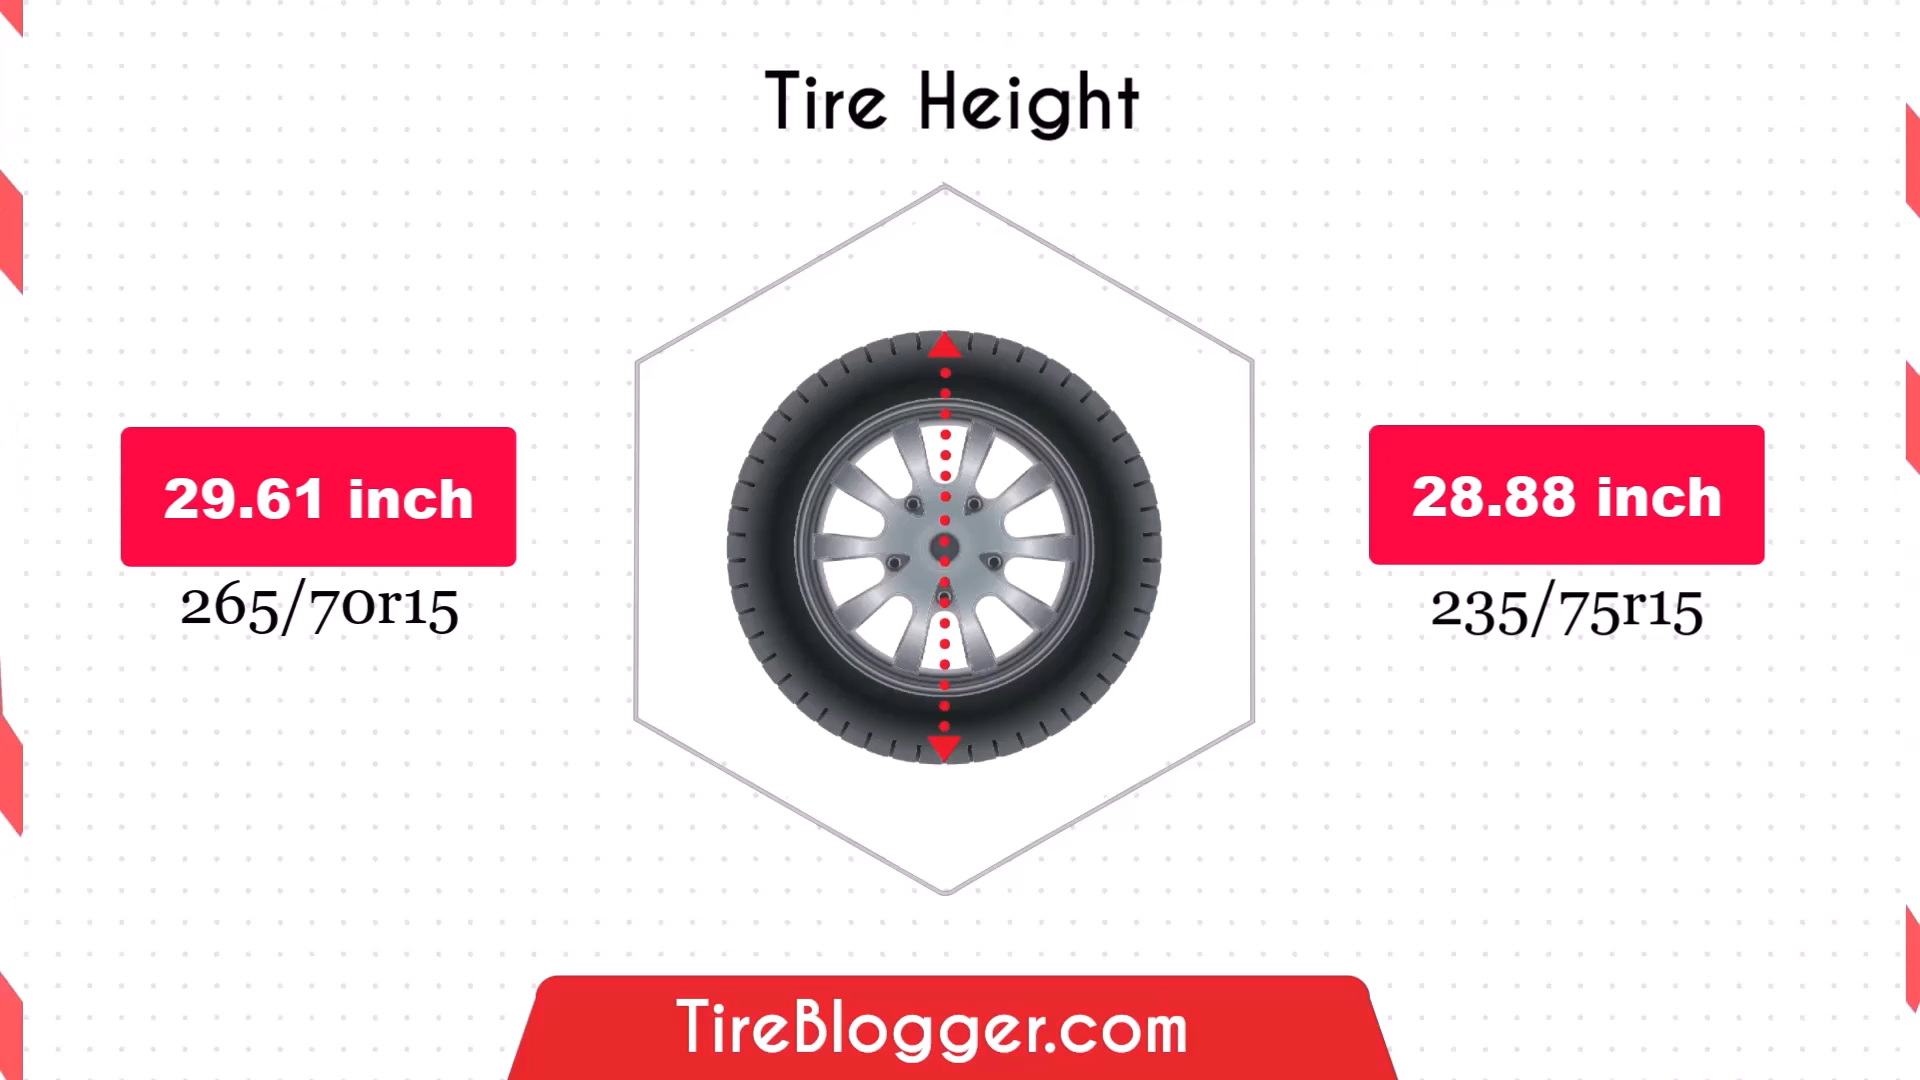 Tire Height
29.61 inch
265/70r15
28.88 inch
235/75r15
TireBlogger.com